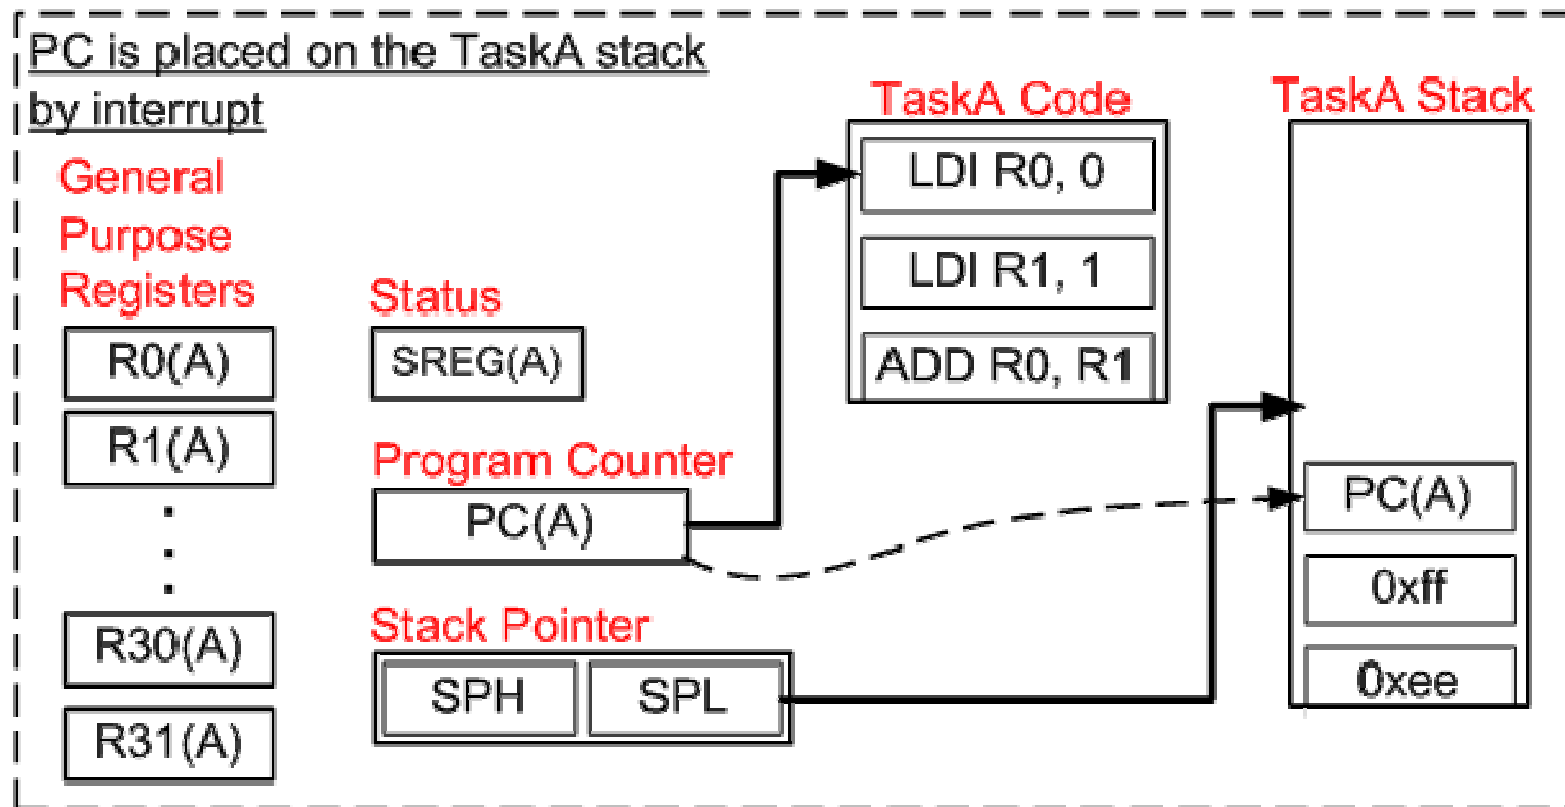 PC is placed on the TaskA stack
by interrupt
General
Purpose
Registers
R0(A)
R1(A)
R30(A)
R31(A)
Status
SREG(A)
Program Counter
PC(A)
Stack Pointer
SPH
SPL
TaskA Code
LDI R0, 0
LDI R1, 1
ADD R0, R1
TaskA Stack
PC(A)
0xff
0xee